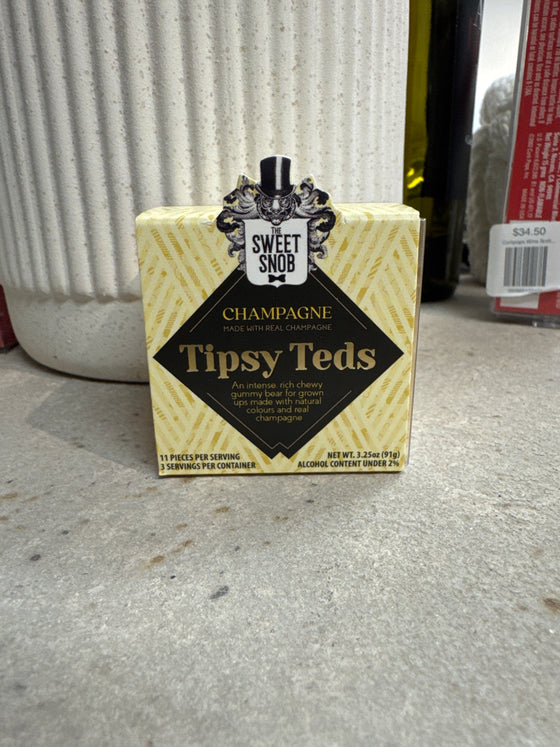 THE
SWEET
SNOB
CHAMPAGNE
MADE WITH REAL CHAMPAGNE
Tipsy Teds
An intense, rich chewy
gummy bear for grown
ups made with natural
colours and real
champagne
11 PIECES PER SERVING
3 SERVINGS PER CONTAINER
NET WT. 3.25oz (91g)
ALCOHOL CONTENT UNDER 2%
$34.50